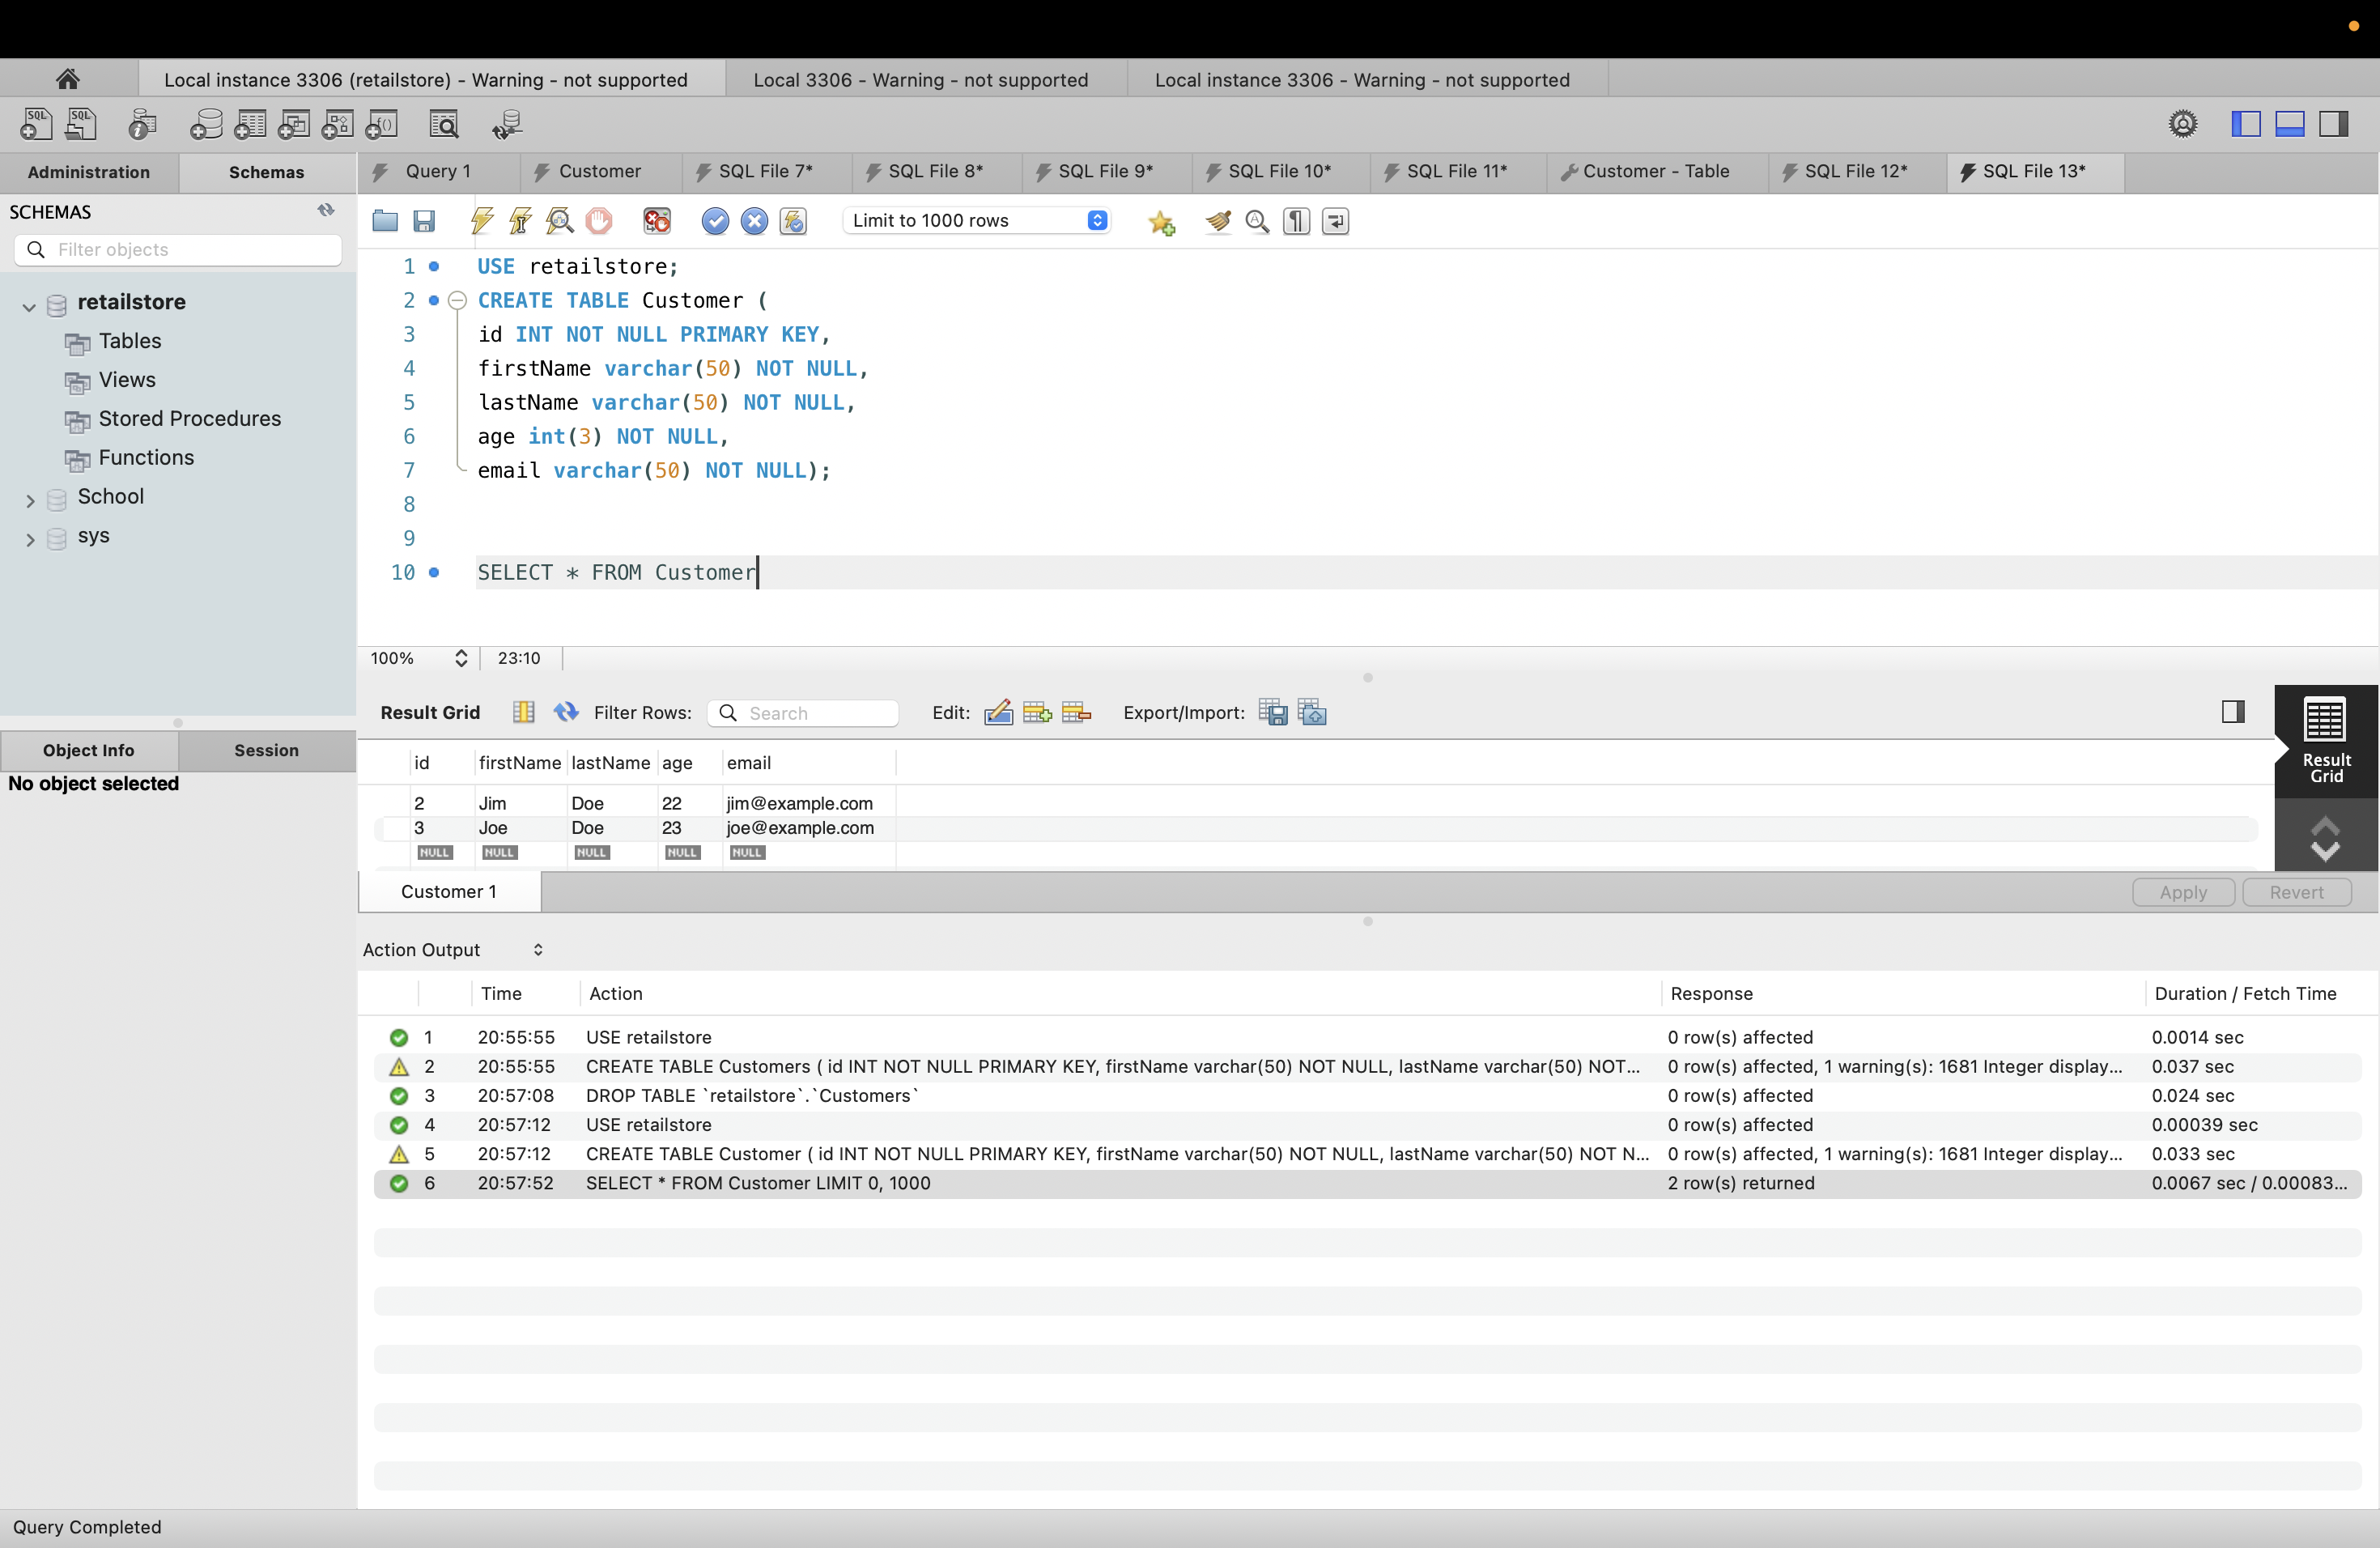 Local instance 3306 (retailstore) - Warning - not supported
Local 3306 - Warning - not supported
Local instance 3306 - Warning - not supported
Administration
Schemas
Query 1
Customer
SQL File 7*
SQL File 8*
SQL File 9*
SQL File 10*
SQL File 11*
Customer - Table
SQL File 12*
SQL File 13*
SCHEMAS
Filter objects
retailstore
Tables
Views
Stored Procedures
Functions
School
sys
Object Info
Session
No object selected
Limit to 1000 rows
1 USE retailstore;
2 CREATE TABLE Customer (
3 id INT NOT NULL PRIMARY KEY,
4 firstName varchar(50) NOT NULL,
5 lastName varchar(50) NOT NULL,
6 age int(3) NOT NULL,
7 email varchar(50) NOT NULL);
8
9
10 SELECT * FROM Customer
100% 23:10
Result Grid Filter Rows: Search Edit: Export/Import:
Result
Grid
id firstName lastName age email
2 Jim Doe 22 jim@example.com
3 Joe Doe 23 joe@example.com
NULL NULL NULL NULL NULL
Customer 1
Apply Revert
Action Output
Time Action Response Duration / Fetch Time
1 20:55:55 USE retailstore 0 row(s) affected 0.0014 sec
2 20:55:55 CREATE TABLE Customers ( id INT NOT NULL PRIMARY KEY, firstName varchar(50) NOT NULL, lastName varchar(50) NOT... 0 row(s) affected, 1 warning(s): 1681 Integer display... 0.037 sec
3 20:57:08 DROP TABLE `retailstore`.`Customers` 0 row(s) affected 0.024 sec
4 20:57:12 USE retailstore 0 row(s) affected 0.00039 sec
5 20:57:12 CREATE TABLE Customer ( id INT NOT NULL PRIMARY KEY, firstName varchar(50) NOT NULL, lastName varchar(50) NOT N... 0 row(s) affected, 1 warning(s): 1681 Integer display... 0.033 sec
6 20:57:52 SELECT * FROM Customer LIMIT 0, 1000 2 row(s) returned 0.0067 sec / 0.00083...
Query Completed